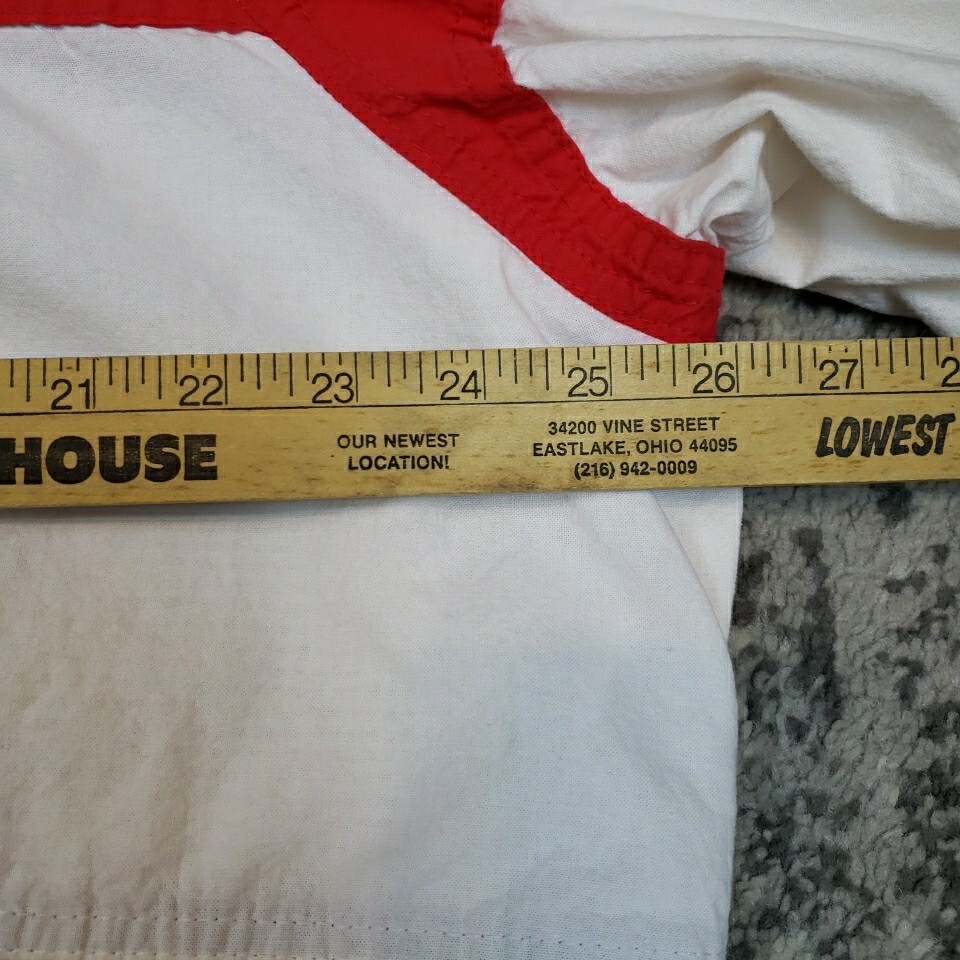 21 22 23 24 25 26 27 2
HOUSE
OUR NEWEST
LOCATION!
34200 VINE STREET
EASTLAKE, OHIO 44095
(216) 942-0009
LOWEST